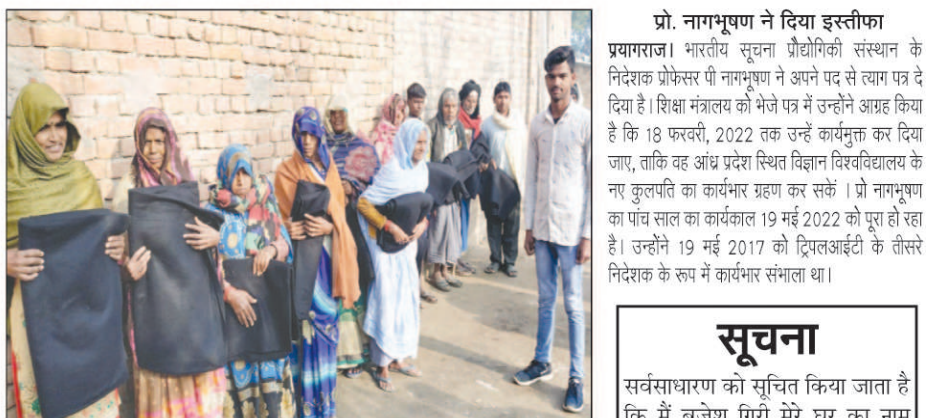 प्रो. नागभूषण ने दिया इस्तीफा
प्रयागराज। भारतीय सूचना प्रौद्योगिकी संस्थान के
निदेशक प्रोफेसर पी नागभूषण ने अपने पद से त्याग पत्र दे
दिया है। शिक्षा मंत्रालय को भेजे पत्र में उन्होंने आग्रह किया
है कि 18 फरवरी, 2022 तक उन्हें कार्यमुक्त कर दिया
जाए, ताकि वह आंध्र प्रदेश स्थित विज्ञान विश्वविद्यालय के
नए कुलपति का कार्यभार ग्रहण कर सकें । प्रो नागभूषण
का पांच साल का कार्यकाल 19 मई 2022 को पूरा हो रहा
है। उन्होंने 19 मई 2017 को ट्रिपलआईटी के तीसरे
निदेशक के रूप में कार्यभार संभाला था।
सूचना
सर्वसाधारण को सूचित किया जाता है
कि मैं बृजेश गिरी मेरे घर का नाम